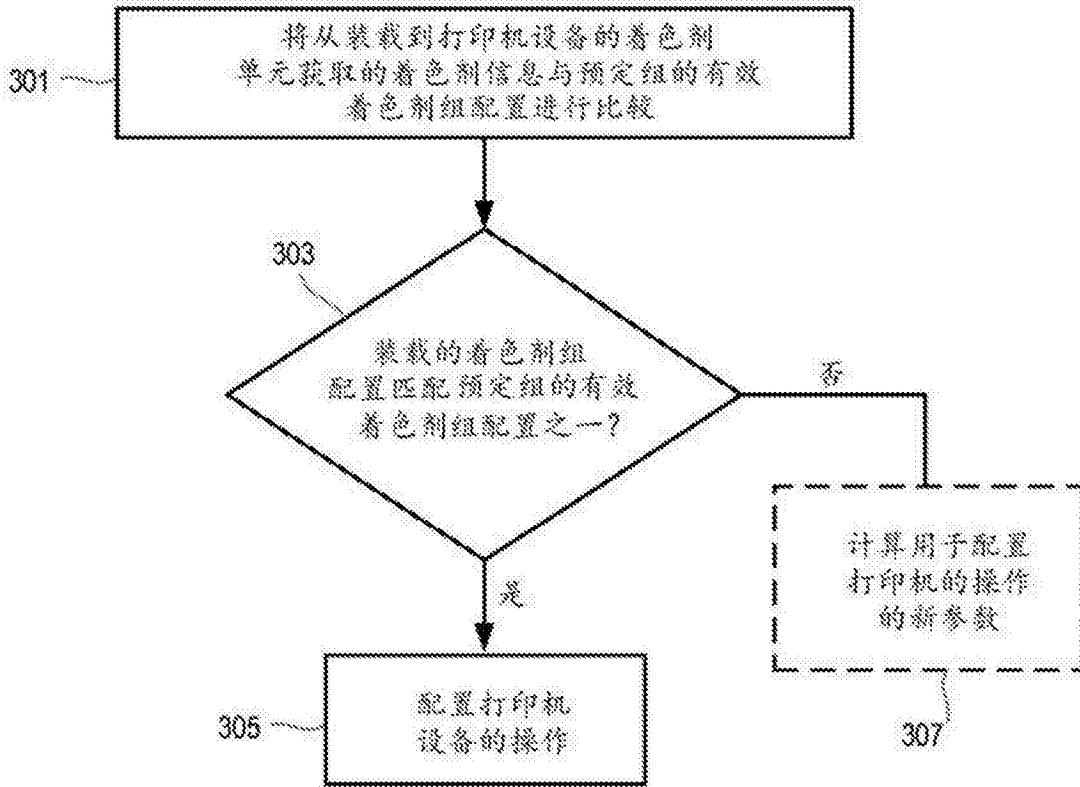 将从装载到打印机设备的着色剂
单元获取的着色剂信息与预定组的有效
着色剂组配置进行比较
301
303
装载的着色剂组
配置匹配预定组的有效
着色剂组配置之一?
否
是
计算用于配置
打印机的操作
的新参数
307
配置打印机
设备的操作
305